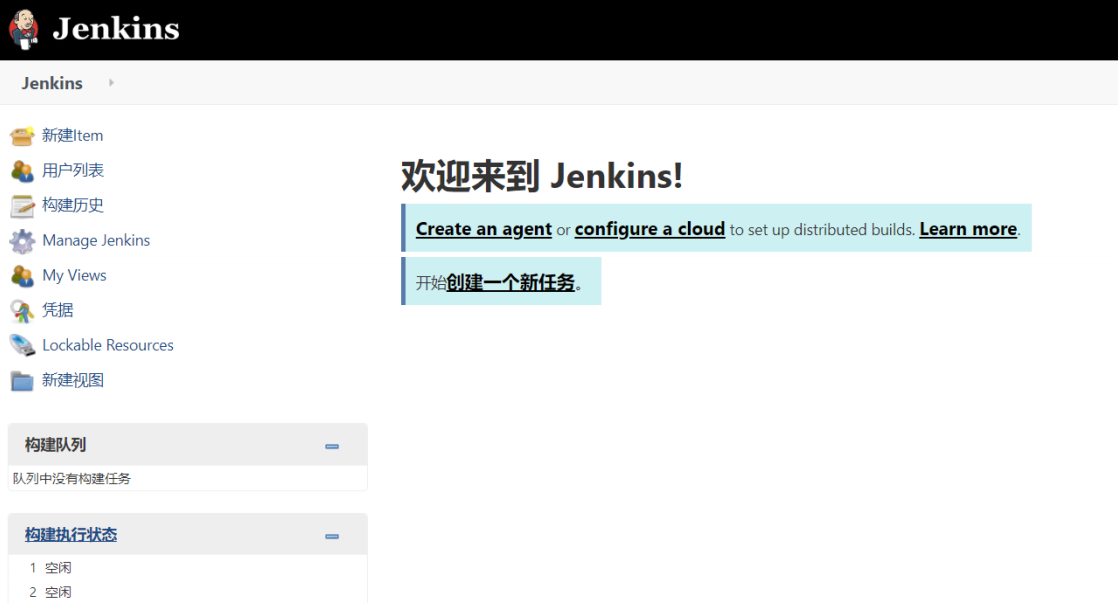 Jenkins
Jenkins
新建Item
用户列表
构建历史
Manage Jenkins
My Views
凭据
Lockable Resources
新建视图
构建队列
队列中没有构建任务
构建执行状态
1 空闲
2 空闲
欢迎来到 Jenkins!
Create an agent or configure a cloud to set up distributed builds. Learn more.
开始创建一个新任务。